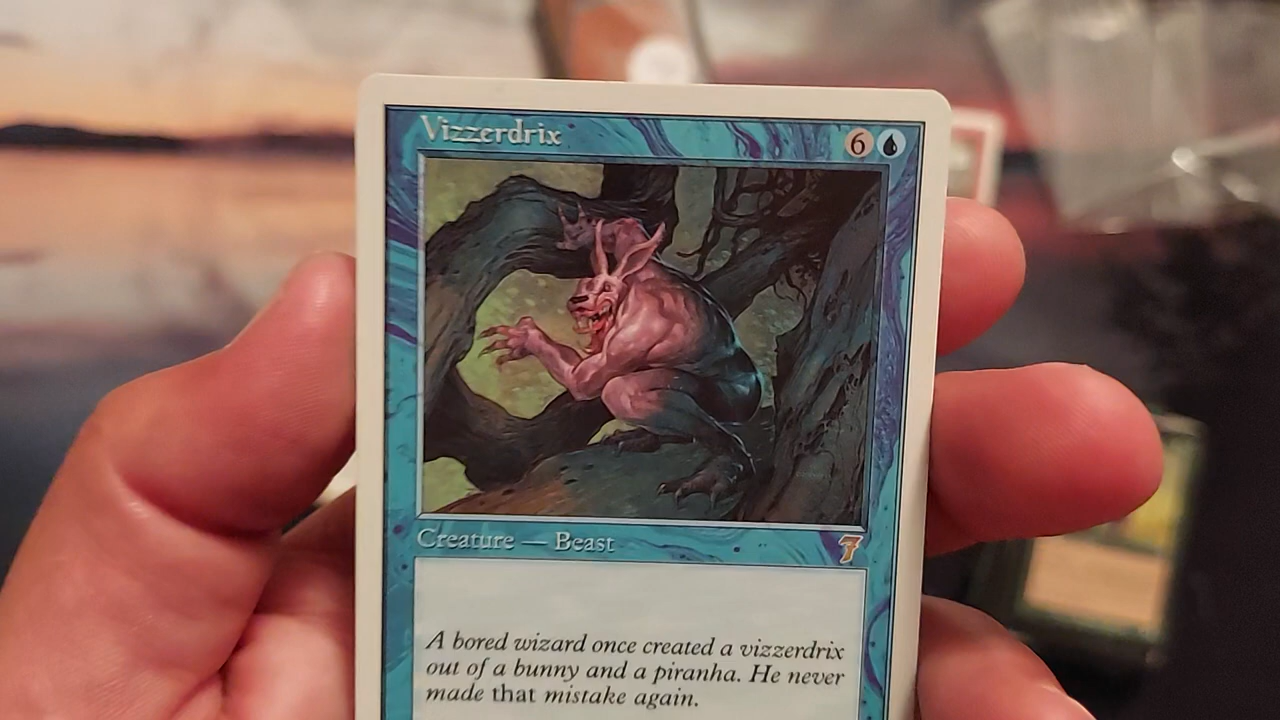 Vizzerdrix 6
Creature — Beast 7
A bored wizard once created a vizzerdrix
out of a bunny and a piranha. He never
made that mistake again.